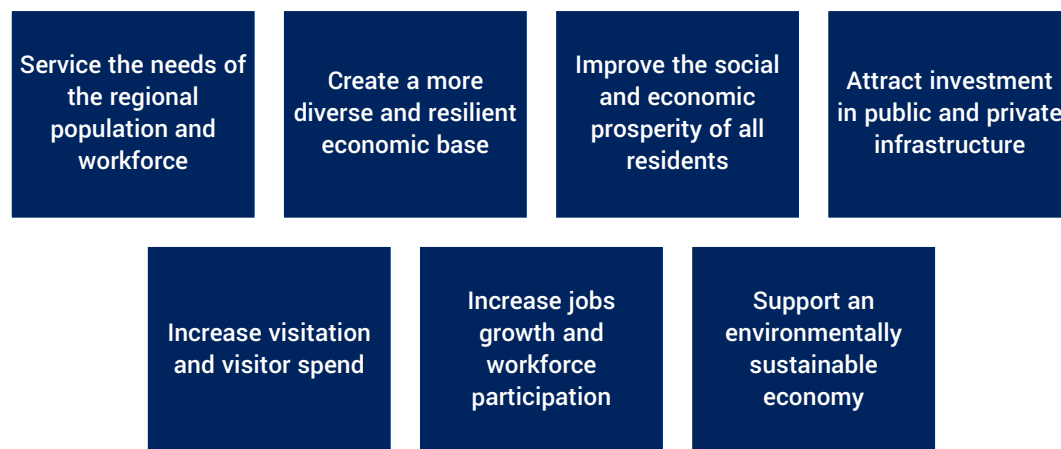 Service the needs of
the regional
population and
workforce
Create a more
diverse and resilient
economic base
Improve the social
and economic
prosperity of all
residents
Attract investment
in public and private
infrastructure
Increase visitation
and visitor spend
Increase jobs
growth and
workforce
participation
Support an
environmentally
sustainable
economy